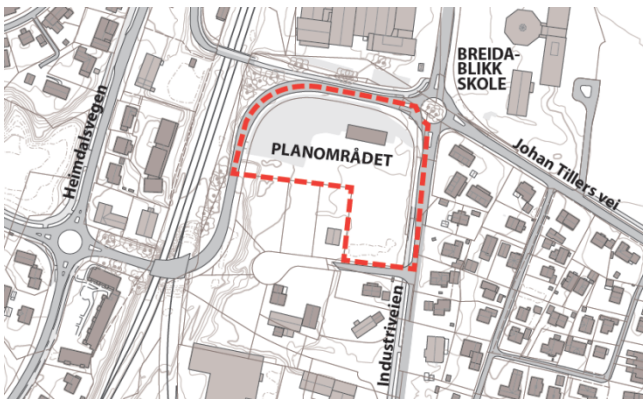 BREIDA-
BLIKK
SKOLE
Heimdalsvegen
PLANOMRÅDET
Johan Tillers vei
Industriveien